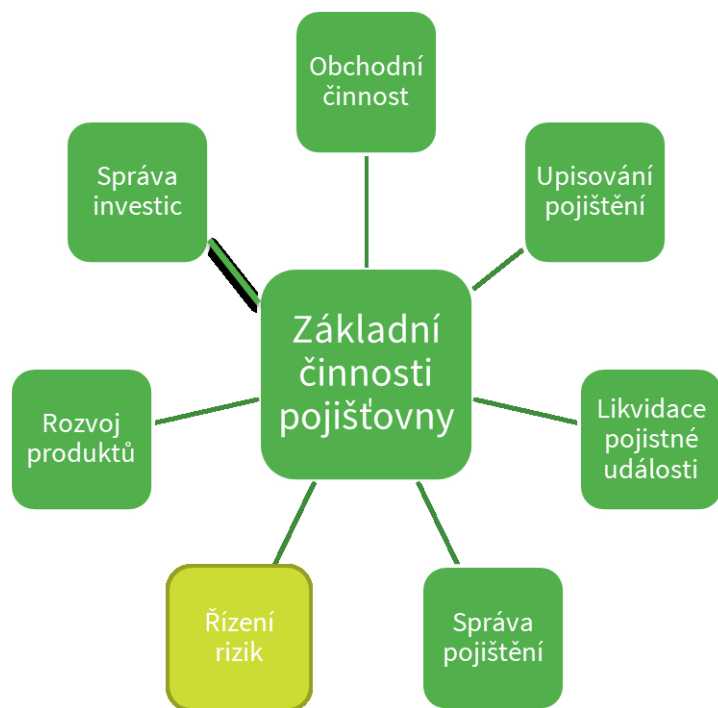 Obchodní
činnost
Správa
investic
Upisování
pojištění
Základní
činnosti
pojišťovny
Rozvoj
produktů
Likvidace
pojistné
události
Řízení
rizik
Správa
pojištění